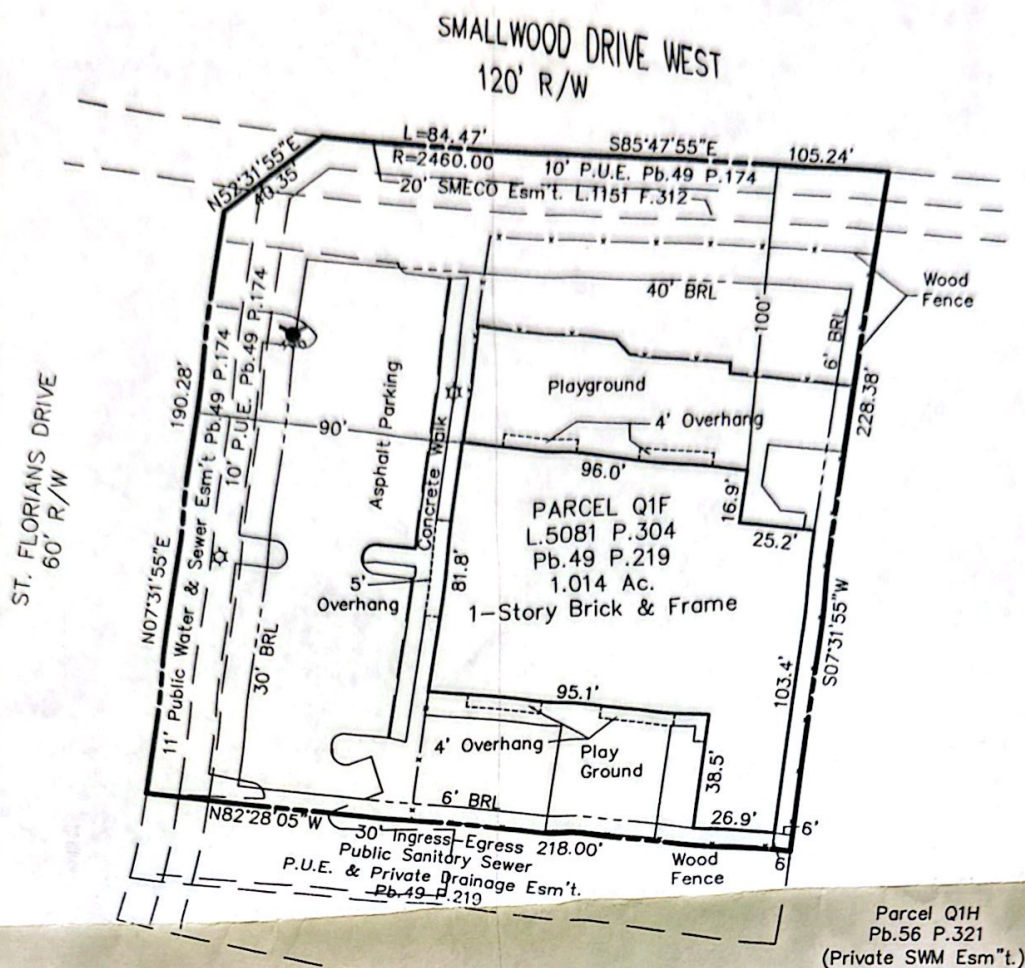 SMALLWOOD DRIVE WEST
120' R/W
L=84.47'
R=2460.00
S85°47'55"E
105.24'
10' P.U.E. Pb.49 P.174
20' SMECO Esm't. L.1151 F.312
N52°31'55"E
40.35'
Wood
Fence
40' BRL
100'
6' BRL
228.38'
ST. FLORIANS DRIVE
60' R/W
190.28'
N07°31'55"E
11' Public Water & Sewer Esm't Pb.49 P.174
10' P.U.E. Pb.49 P.174
30' BRL
90'
Asphalt Parking
Concrete Walk
Playground
4' Overhang
96.0'
16.9'
25.2'
PARCEL Q1F
L.5081 P.304
Pb.49 P.219
1.014 Ac.
1-Story Brick & Frame
5'
Overhang
81.8'
S07°31'55"W
103.4'
95.1'
4' Overhang
Play
Ground
38.5'
6' BRL
26.9'
6'
6'
N82°28'05"W
218.00'
30' Ingress-Egress
Public Sanitary Sewer
P.U.E. & Private Drainage Esm't.
Pb.49 P.219
Wood
Fence
Parcel Q1H
Pb.56 P.321
(Private SWM Esm"t.)